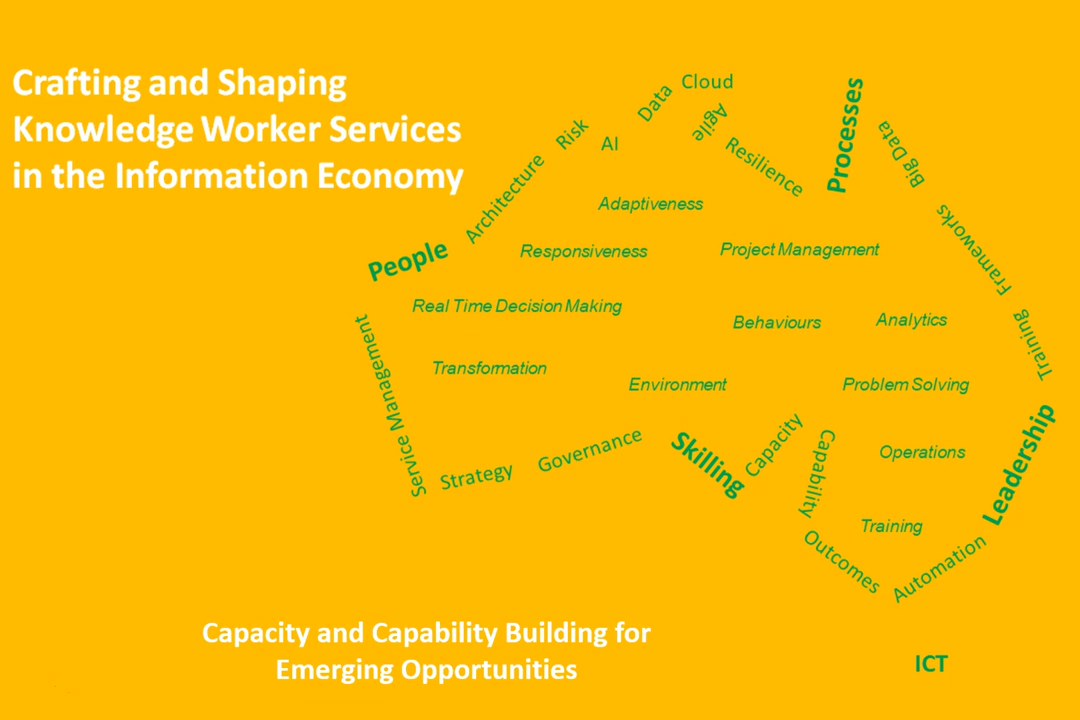 Crafting and Shaping
Knowledge Worker Services
in the Information Economy
Cloud
Data
Agile
Risk
AI
Resilience
Processes
Big Data
Architecture
Adaptiveness
Frameworks
People
Responsiveness
Project Management
Real Time Decision Making
Behaviours
Analytics
Training
Service Management
Transformation
Environment
Problem Solving
Strategy
Governance
Skilling
Capacity
Capability
Operations
Leadership
Training
Outcomes
Automation
Capacity and Capability Building for
Emerging Opportunities
ICT